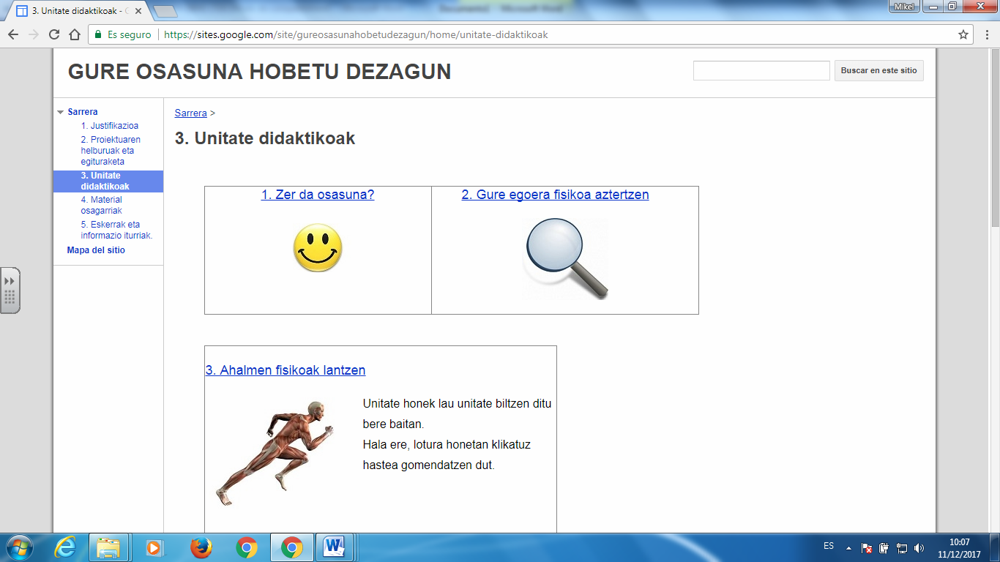 3. Unitate didaktikoak - G
Mikel
Es seguro
https://sites.google.com/site/gureosasunahobetudezagun/home/unitate-didaktikoak
GURE OSASUNA HOBETU DEZAGUN
Buscar en este sitio
Sarrera
1. Justifikazioa
2. Proiektuaren
helburuak eta
egituraketa
3. Unitate
didaktikoak
4. Material
osagarriak
5. Eskerrak eta
informazio iturriak.
Mapa del sitio
Sarrera >
3. Unitate didaktikoak
1. Zer da osasuna?
2. Gure egoera fisikoa aztertzen
3. Ahalmen fisikoak lantzen
Unitate honek lau unitate biltzen ditu
bere baitan.
Hala ere, lotura honetan klikatuz
hastea gomendatzen dut.
ES
10:07
11/12/2017